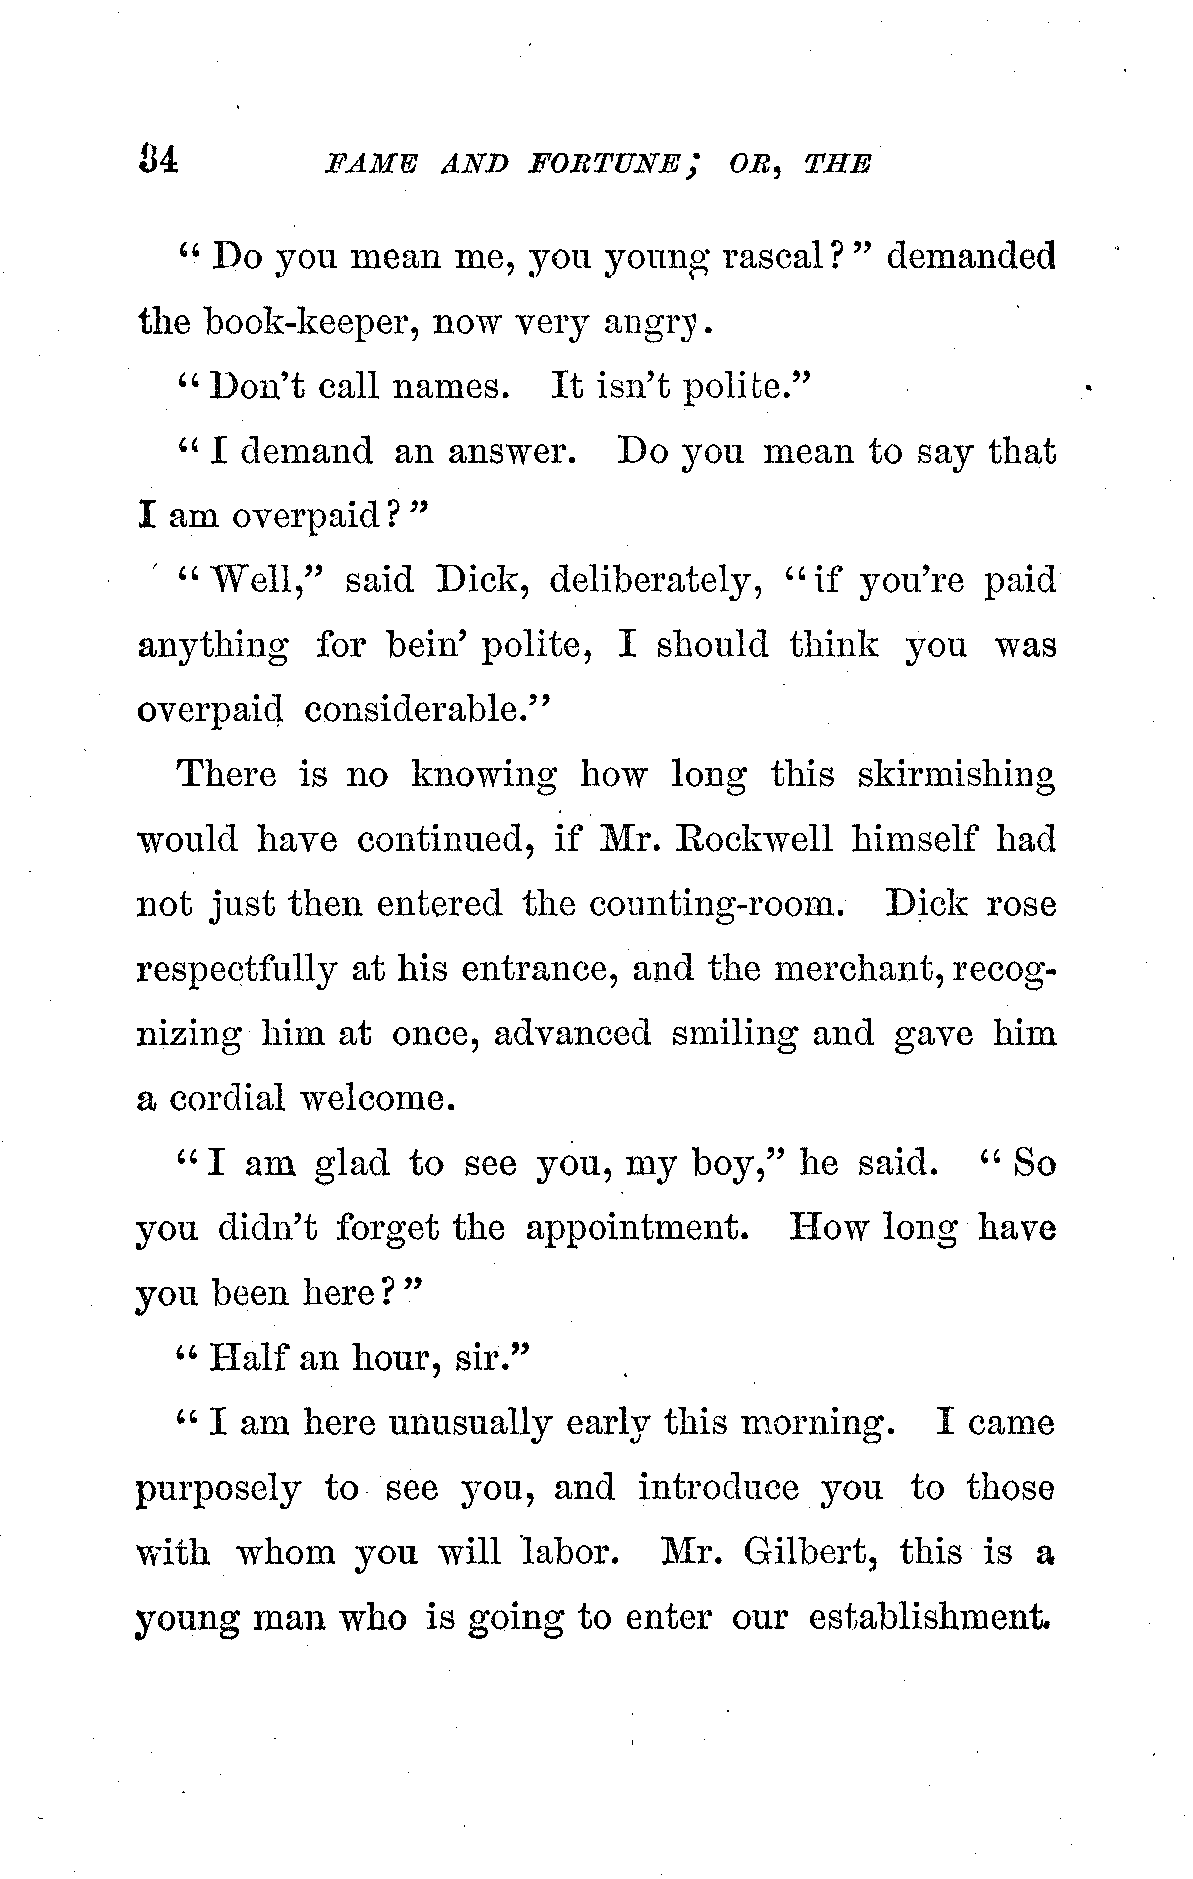 34 FAME AND FORTUNE; OR, THE
“Do you mean me, you young rascal?” demanded
the book-keeper, now very angry.
“Don’t call names. It isn’t polite.”
“I demand an answer. Do you mean to say that
I am overpaid?”
“Well,” said Dick, deliberately, “if you’re paid
anything for bein’ polite, I should think you was
overpaid considerable.”
There is no knowing how long this skirmishing
would have continued, if Mr. Rockwell himself had
not just then entered the counting-room. Dick rose
respectfully at his entrance, and the merchant, recog-
nizing him at once, advanced smiling and gave him
a cordial welcome.
“I am glad to see you, my boy,” he said. “So
you didn’t forget the appointment. How long have
you been here?”
“Half an hour, sir.”
“I am here unusually early this morning. I came
purposely to see you, and introduce you to those
with whom you will labor. Mr. Gilbert, this is a
young man who is going to enter our establishment.